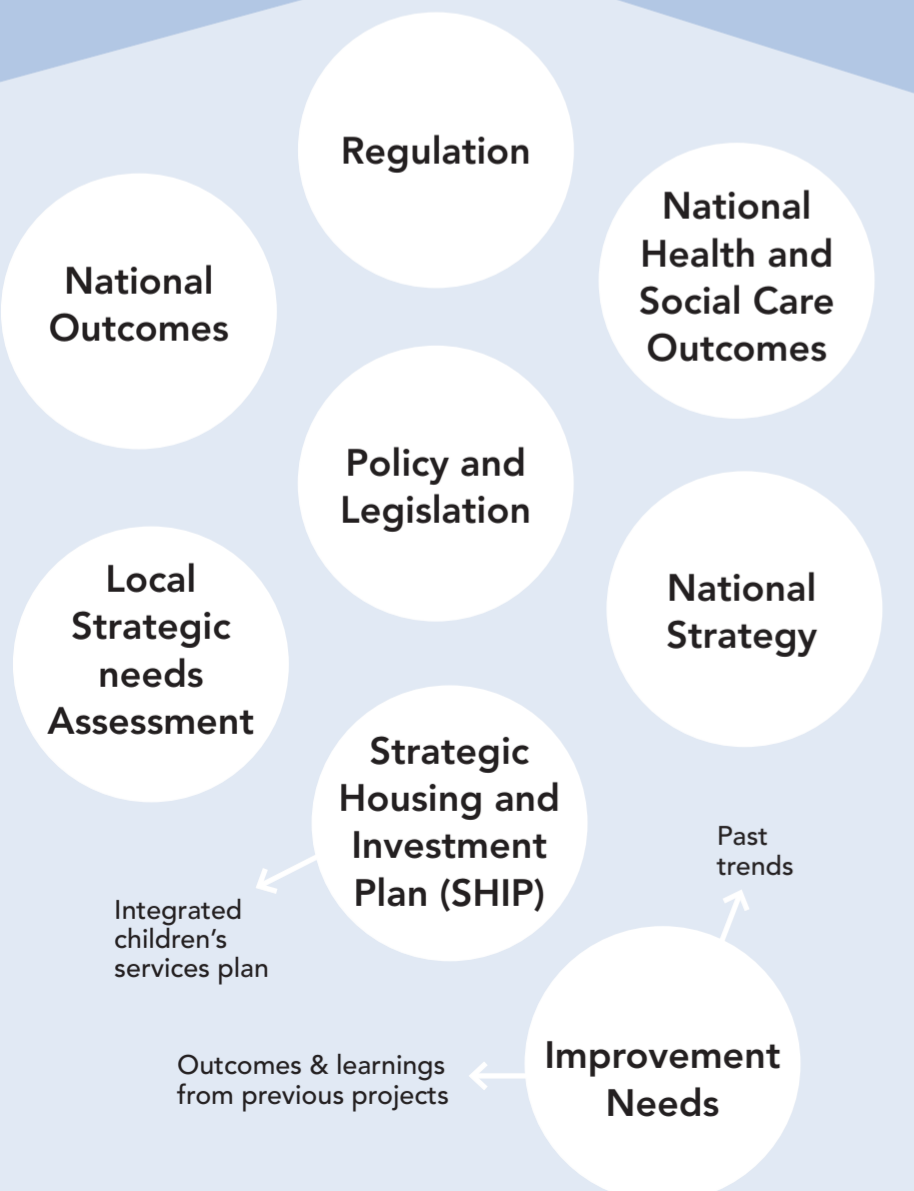 Regulation
National
Outcomes
National
Health and
Social Care
Outcomes
Policy and
Legislation
Local
Strategic
needs
Assessment
National
Strategy
Strategic
Housing and
Investment
Plan (SHIP)
Past
trends
Integrated
children’s
services plan
Outcomes & learnings
from previous projects
Improvement
Needs